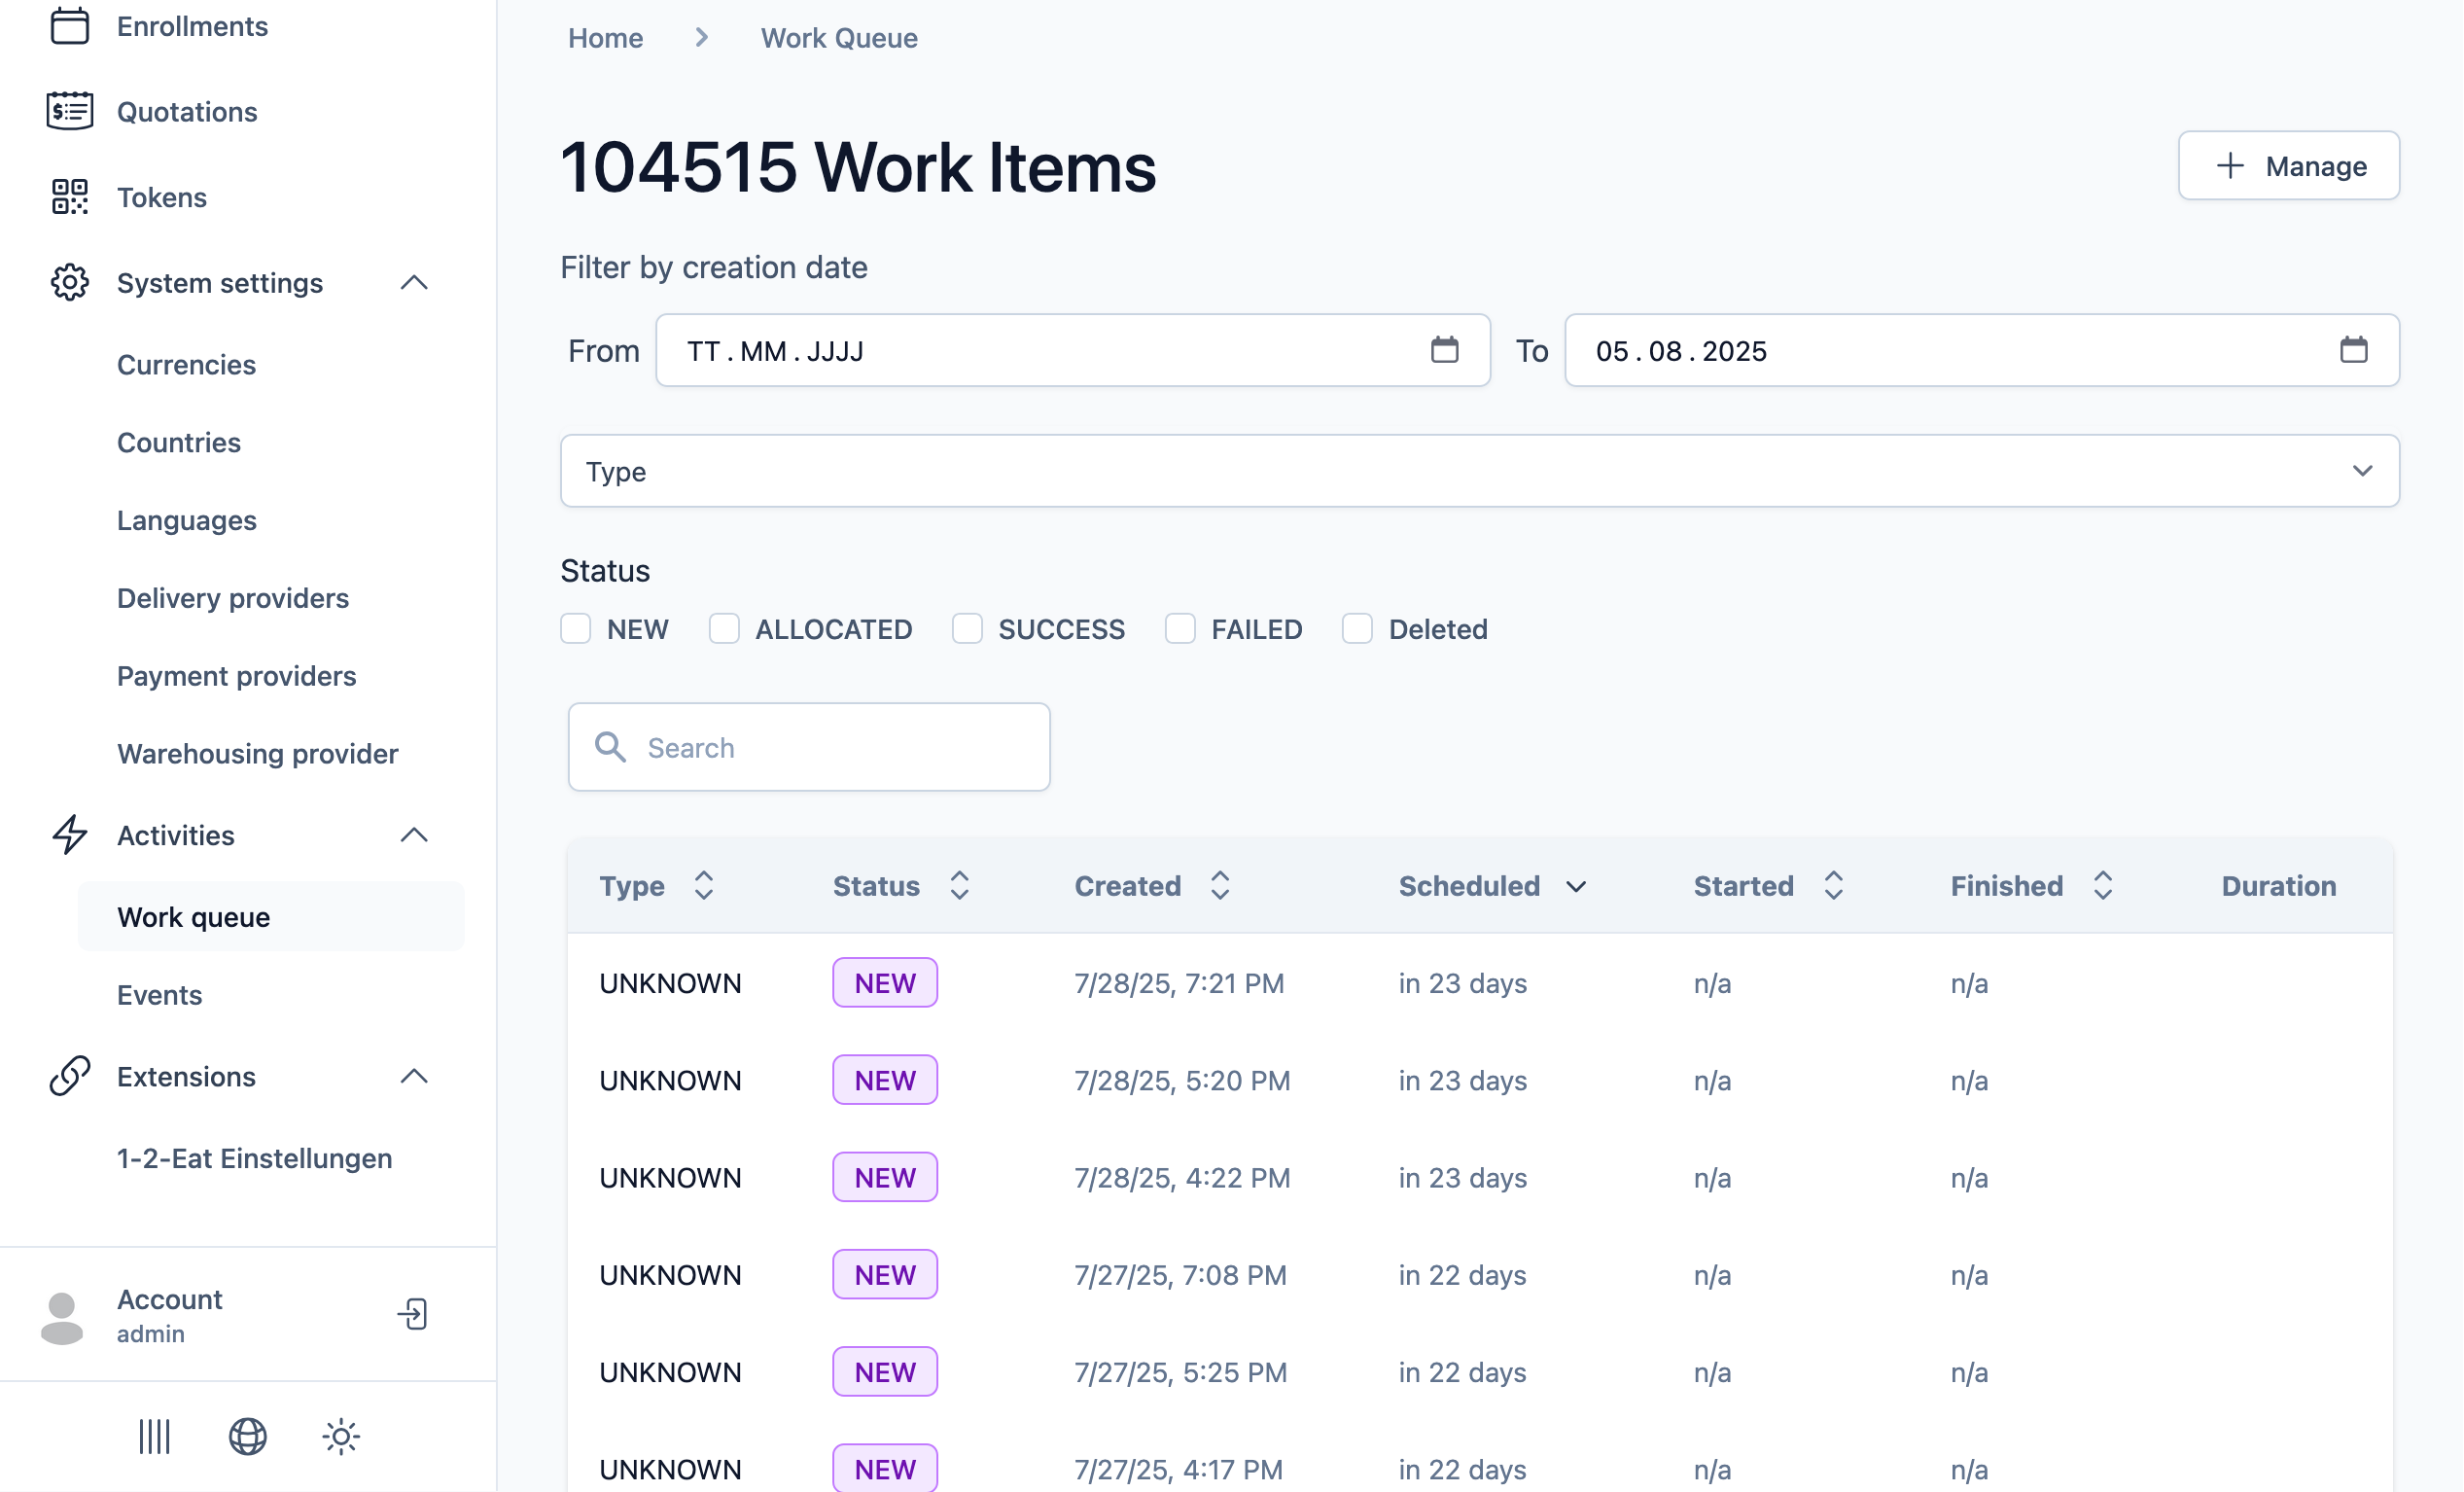 Enrollments
Quotations
Tokens
System settings
Currencies
Countries
Languages
Delivery providers
Payment providers
Warehousing provider
Activities
Work queue
Events
Extensions
1-2-Eat Einstellungen
Account
admin
Home Work Queue
104515 Work Items
Manage
Filter by creation date
From TT . MM . JJJJ To 05 . 08 . 2025
Type
Status
NEW ALLOCATED SUCCESS FAILED Deleted
Search
Type Status Created Scheduled Started Finished Duration
UNKNOWN NEW 7/28/25, 7:21 PM in 23 days n/a n/a
UNKNOWN NEW 7/28/25, 5:20 PM in 23 days n/a n/a
UNKNOWN NEW 7/28/25, 4:22 PM in 23 days n/a n/a
UNKNOWN NEW 7/27/25, 7:08 PM in 22 days n/a n/a
UNKNOWN NEW 7/27/25, 5:25 PM in 22 days n/a n/a
UNKNOWN NEW 7/27/25, 4:17 PM in 22 days n/a n/a